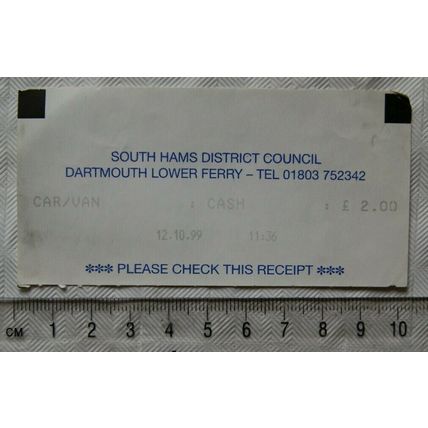 SOUTH HAMS DISTRICT COUNCIL
DARTMOUTH LOWER FERRY – TEL 01803 752342
CAR/VAN : CASH : £ 2.00
12.10.99 11:36
*** PLEASE CHECK THIS RECEIPT ***
CM 1 2 3 4 5 6 7 8 9 10